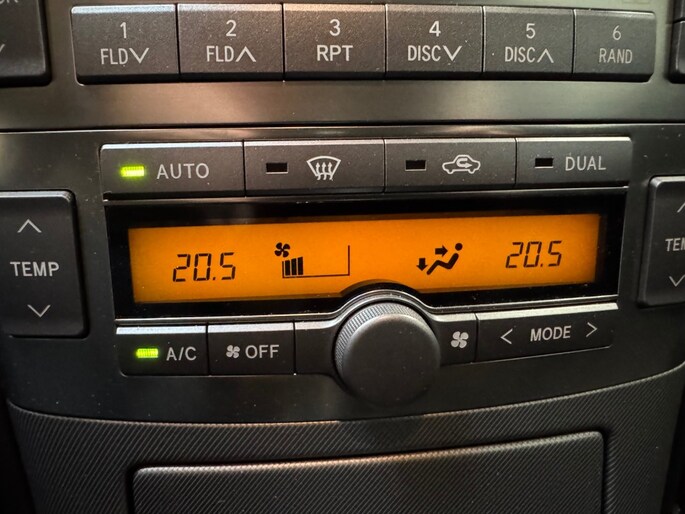 1 2 3 4 5 6
FLD FLD RPT DISC DISC RAND
AUTO DUAL
TEMP
20.5 20.5
A/C OFF < MODE >